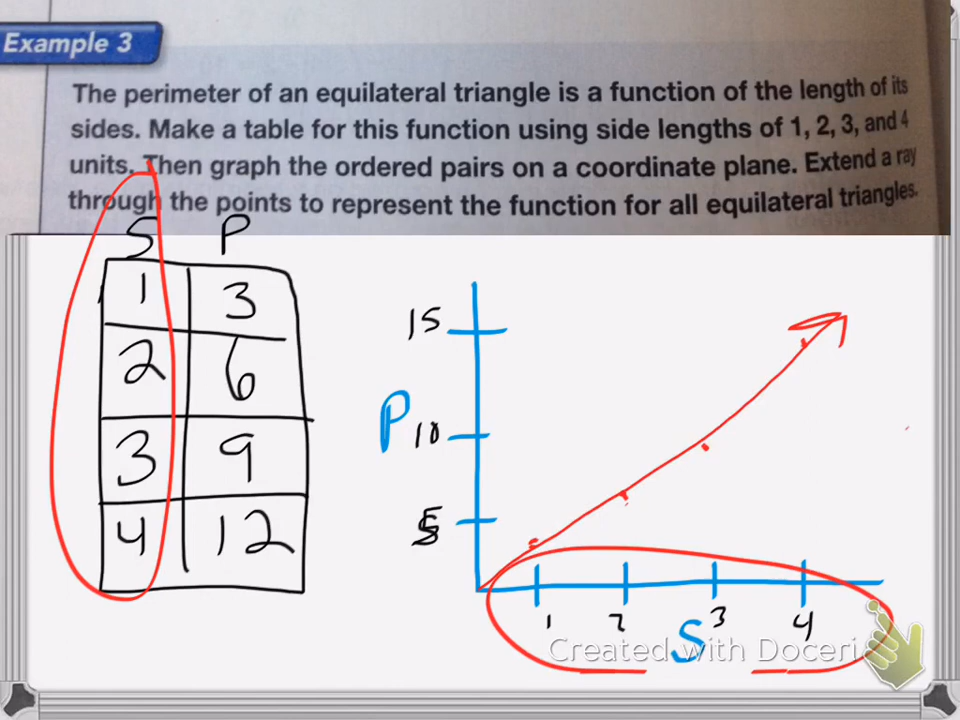 Example 3
The perimeter of an equilateral triangle is a function of the length of its
sides. Make a table for this function using side lengths of 1, 2, 3, and 4
units. Then graph the ordered pairs on a coordinate plane. Extend a ray
through the points to represent the function for all equilateral triangles.
S P
1 3
2 6
3 9
4 12
15
P 10
5
1 2 3 4
S
Created with Doceri